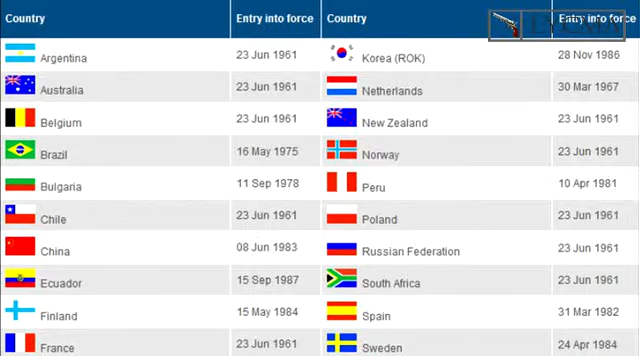 Country Entry into force Country Entry into force
Argentina 23 Jun 1961 Korea (ROK) 28 Nov 1986
Australia 23 Jun 1961 Netherlands 30 Mar 1967
Belgium 23 Jun 1961 New Zealand 23 Jun 1961
Brazil 16 May 1975 Norway 23 Jun 1961
Bulgaria 11 Sep 1978 Peru 10 Apr 1981
Chile 23 Jun 1961 Poland 23 Jun 1961
China 08 Jun 1983 Russian Federation 23 Jun 1961
Ecuador 15 Sep 1987 South Africa 23 Jun 1961
Finland 15 May 1984 Spain 31 Mar 1982
France 23 Jun 1961 Sweden 24 Apr 1984